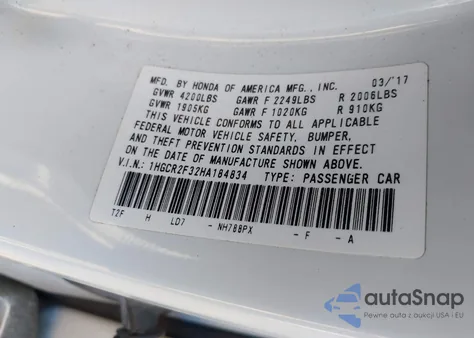 MFD. BY HONDA OF AMERICA MFG., INC. 03/'17
GVWR 4200LBS GAWR F 2249LBS R 2006LBS
GVWR 1905KG GAWR F 1020KG R 910KG
THIS VEHICLE CONFORMS TO ALL APPLICABLE
FEDERAL MOTOR VEHICLE SAFETY, BUMPER,
AND THEFT PREVENTION STANDARDS IN EFFECT
ON THE DATE OF MANUFACTURE SHOWN ABOVE.
V.I.N.: 1HGCR2F32HA184834 TYPE: PASSENGER CAR
T2F H LD7 - NH788PX - F - A
autoSnap
Pewne auta z aukcji USA i EU